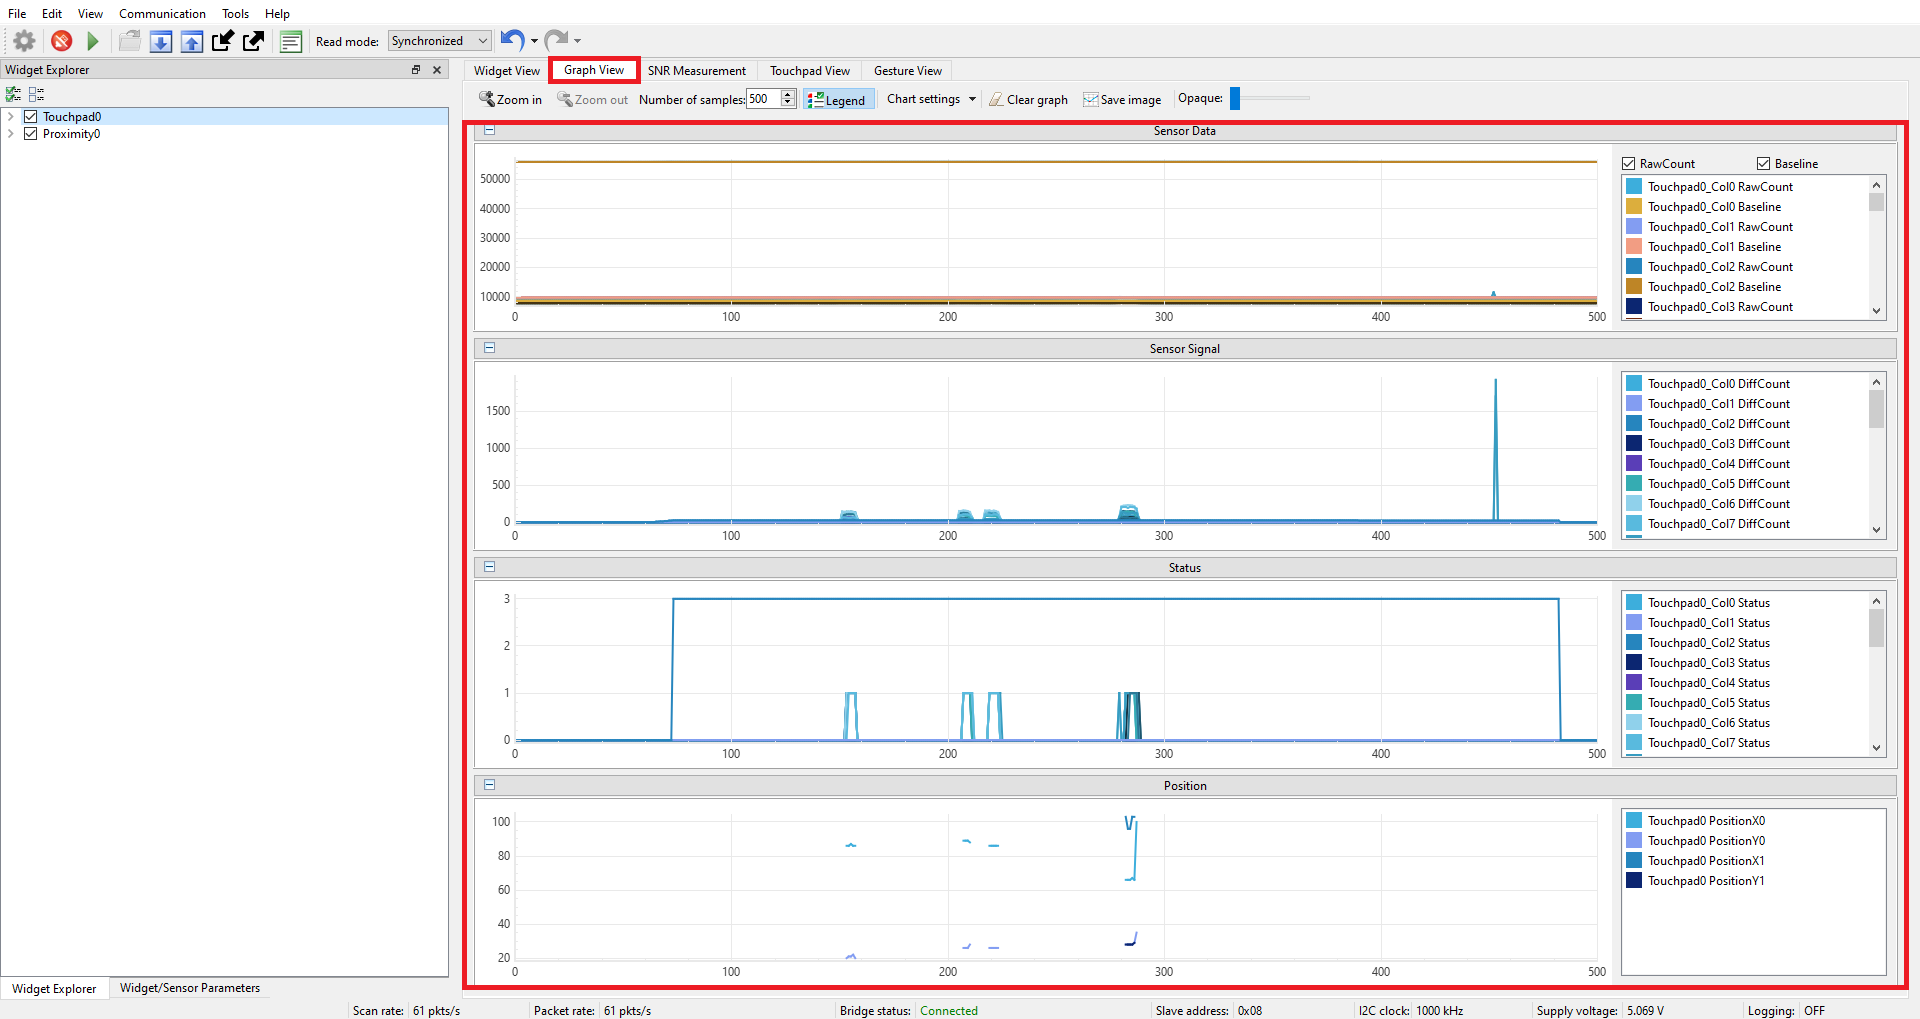 File Edit View Communication Tools Help
Read mode: Synchronized
Widget Explorer
Touchpad0
Proximity0
Widget Explorer Widget/Sensor Parameters
Widget View Graph View SNR Measurement Touchpad View Gesture View
Zoom in Zoom out Number of samples: 500 Legend Chart settings Clear graph Save image Opaque:
Sensor Data
50000
40000
30000
20000
10000
0 100 200 300 400 500
RawCount Baseline
Touchpad0_Col0 RawCount
Touchpad0_Col0 Baseline
Touchpad0_Col1 RawCount
Touchpad0_Col1 Baseline
Touchpad0_Col2 RawCount
Touchpad0_Col2 Baseline
Touchpad0_Col3 RawCount
Sensor Signal
1500
1000
500
0
0 100 200 300 400 500
Touchpad0_Col0 DiffCount
Touchpad0_Col1 DiffCount
Touchpad0_Col2 DiffCount
Touchpad0_Col3 DiffCount
Touchpad0_Col4 DiffCount
Touchpad0_Col5 DiffCount
Touchpad0_Col6 DiffCount
Touchpad0_Col7 DiffCount
Status
3
2
1
0
0 100 200 300 400 500
Touchpad0_Col0 Status
Touchpad0_Col1 Status
Touchpad0_Col2 Status
Touchpad0_Col3 Status
Touchpad0_Col4 Status
Touchpad0_Col5 Status
Touchpad0_Col6 Status
Touchpad0_Col7 Status
Position
100
80
60
40
20
0 100 200 300 400 500
Touchpad0 PositionX0
Touchpad0 PositionY0
Touchpad0 PositionX1
Touchpad0 PositionY1
Scan rate: 61 pkts/s Packet rate: 61 pkts/s Bridge status: Connected Slave address: 0x08 I2C clock: 1000 kHz Supply voltage: 5.069 V Logging: OFF